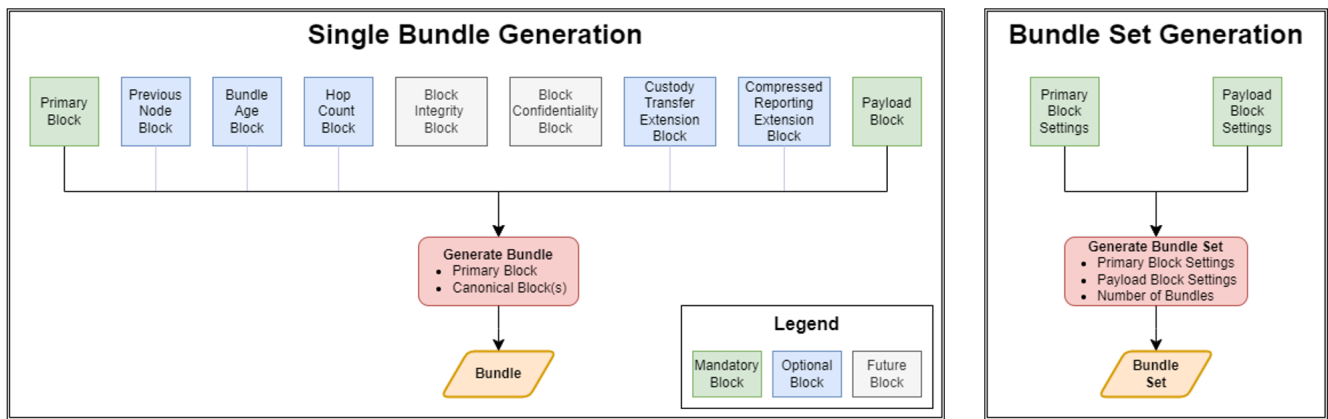 Single Bundle Generation
Primary
Block
Previous
Node
Block
Bundle
Age
Block
Hop
Count
Block
Block
Integrity
Block
Block
Confidentiality
Block
Custody
Transfer
Extension
Block
Compressed
Reporting
Extension
Block
Payload
Block
Generate Bundle
• Primary Block
• Canonical Block(s)
Bundle
Legend
Mandatory
Block
Optional
Block
Future
Block
Bundle Set Generation
Primary
Block
Settings
Payload
Block
Settings
Generate Bundle Set
• Primary Block Settings
• Payload Block Settings
• Number of Bundles
Bundle
Set